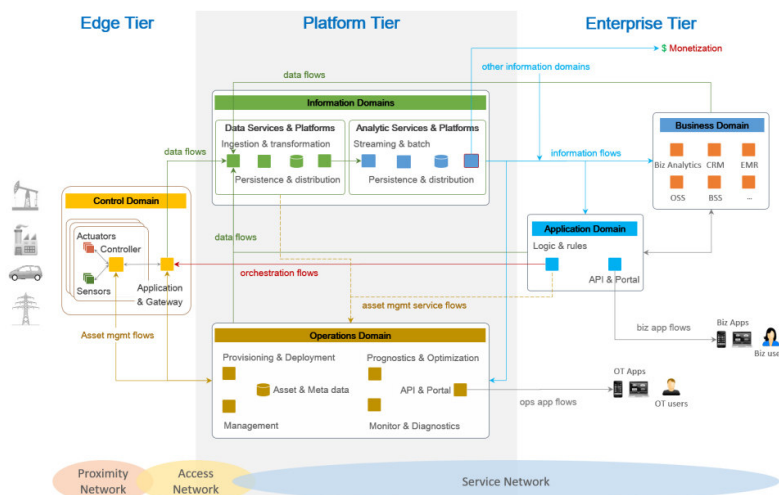 Edge Tier
Platform Tier
Enterprise Tier
$ Monetization
other information domains
data flows
Information Domains
Data Services & Platforms
Analytic Services & Platforms
Ingestion & transformation
Streaming & batch
Persistence & distribution
Persistence & distribution
data flows
information flows
Business Domain
Biz Analytics
CRM
EMR
OSS
BSS
...
Control Domain
Actuators
Controller
Sensors
Application
& Gateway
data flows
orchestration flows
Application Domain
Logic & rules
API & Portal
Asset mgmt flows
asset mgmt service flows
Operations Domain
Provisioning & Deployment
Prognostics & Optimization
Asset & Meta data
API & Portal
Management
Monitor & Diagnostics
biz app flows
Biz Apps
Biz use
ops app flows
OT Apps
OT users
Proximity
Network
Access
Network
Service Network